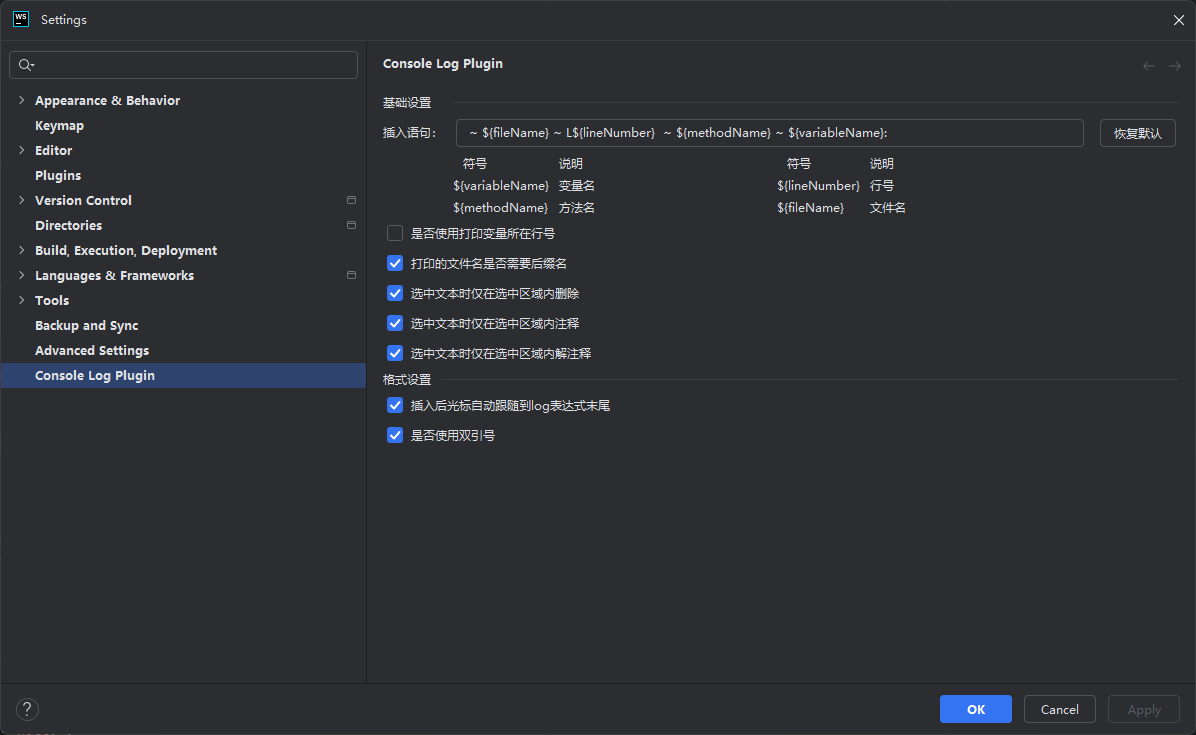 WS
Settings
Appearance & Behavior
Keymap
Editor
Plugins
Version Control
Directories
Build, Execution, Deployment
Languages & Frameworks
Tools
Backup and Sync
Advanced Settings
Console Log Plugin
Console Log Plugin
基础设置
插入语句: ~ ${fileName} ~ L${lineNumber}  ~ ${methodName} ~ ${variableName}: 恢复默认
符号 说明 符号 说明
${variableName} 变量名 ${lineNumber} 行号
${methodName} 方法名 ${fileName} 文件名
是否使用打印变量所在行号
打印的文件名是否需要后缀名
选中文本时仅在选中区域内删除
选中文本时仅在选中区域内注释
选中文本时仅在选中区域内解注释
格式设置
插入后光标自动跟随到log表达式末尾
是否使用双引号
?
OK Cancel Apply